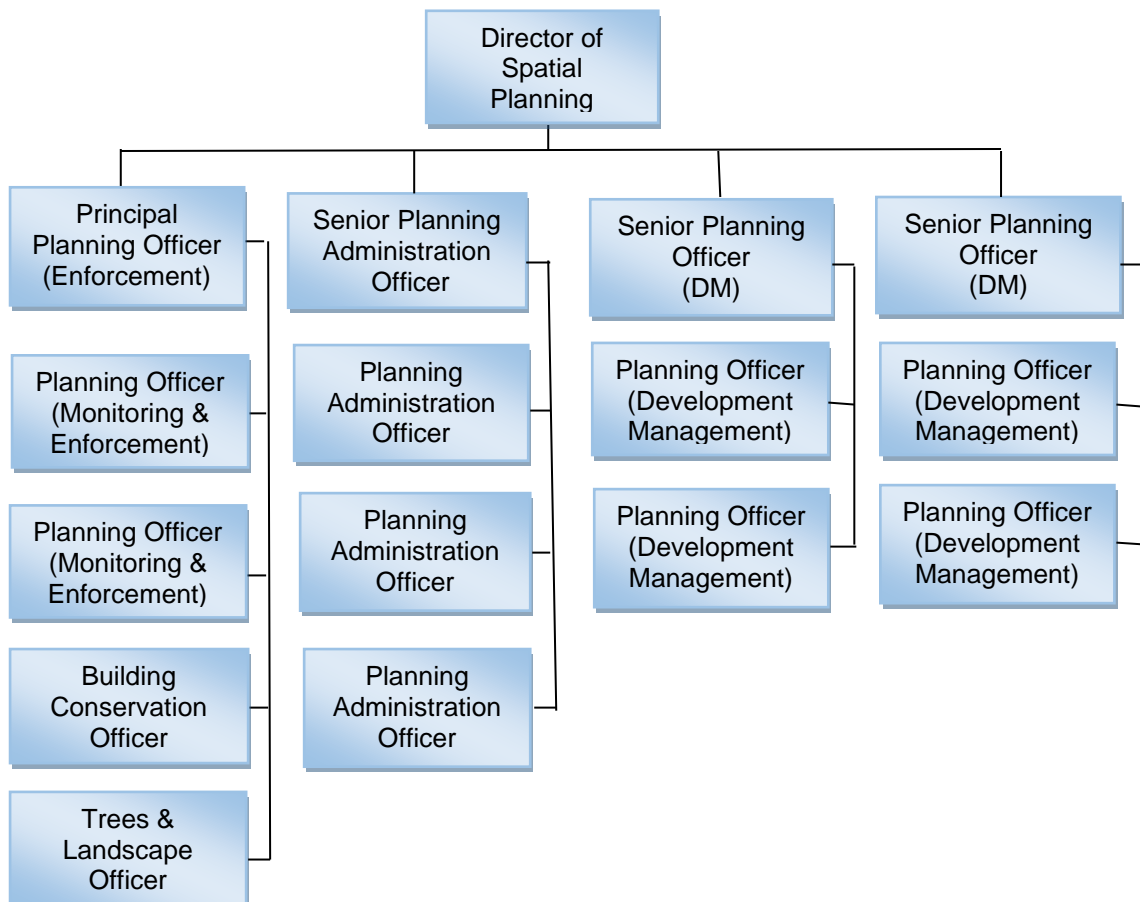 Director of
Spatial
Planning
Principal
Planning Officer
(Enforcement)
Planning Officer
(Monitoring &
Enforcement)
Planning Officer
(Monitoring &
Enforcement)
Building
Conservation
Officer
Trees &
Landscape
Officer
Senior Planning
Administration
Officer
Planning
Administration
Officer
Planning
Administration
Officer
Planning
Administration
Officer
Senior Planning
Officer
(DM)
Planning Officer
(Development
Management)
Planning Officer
(Development
Management)
Senior Planning
Officer
(DM)
Planning Officer
(Development
Management)
Planning Officer
(Development
Management)